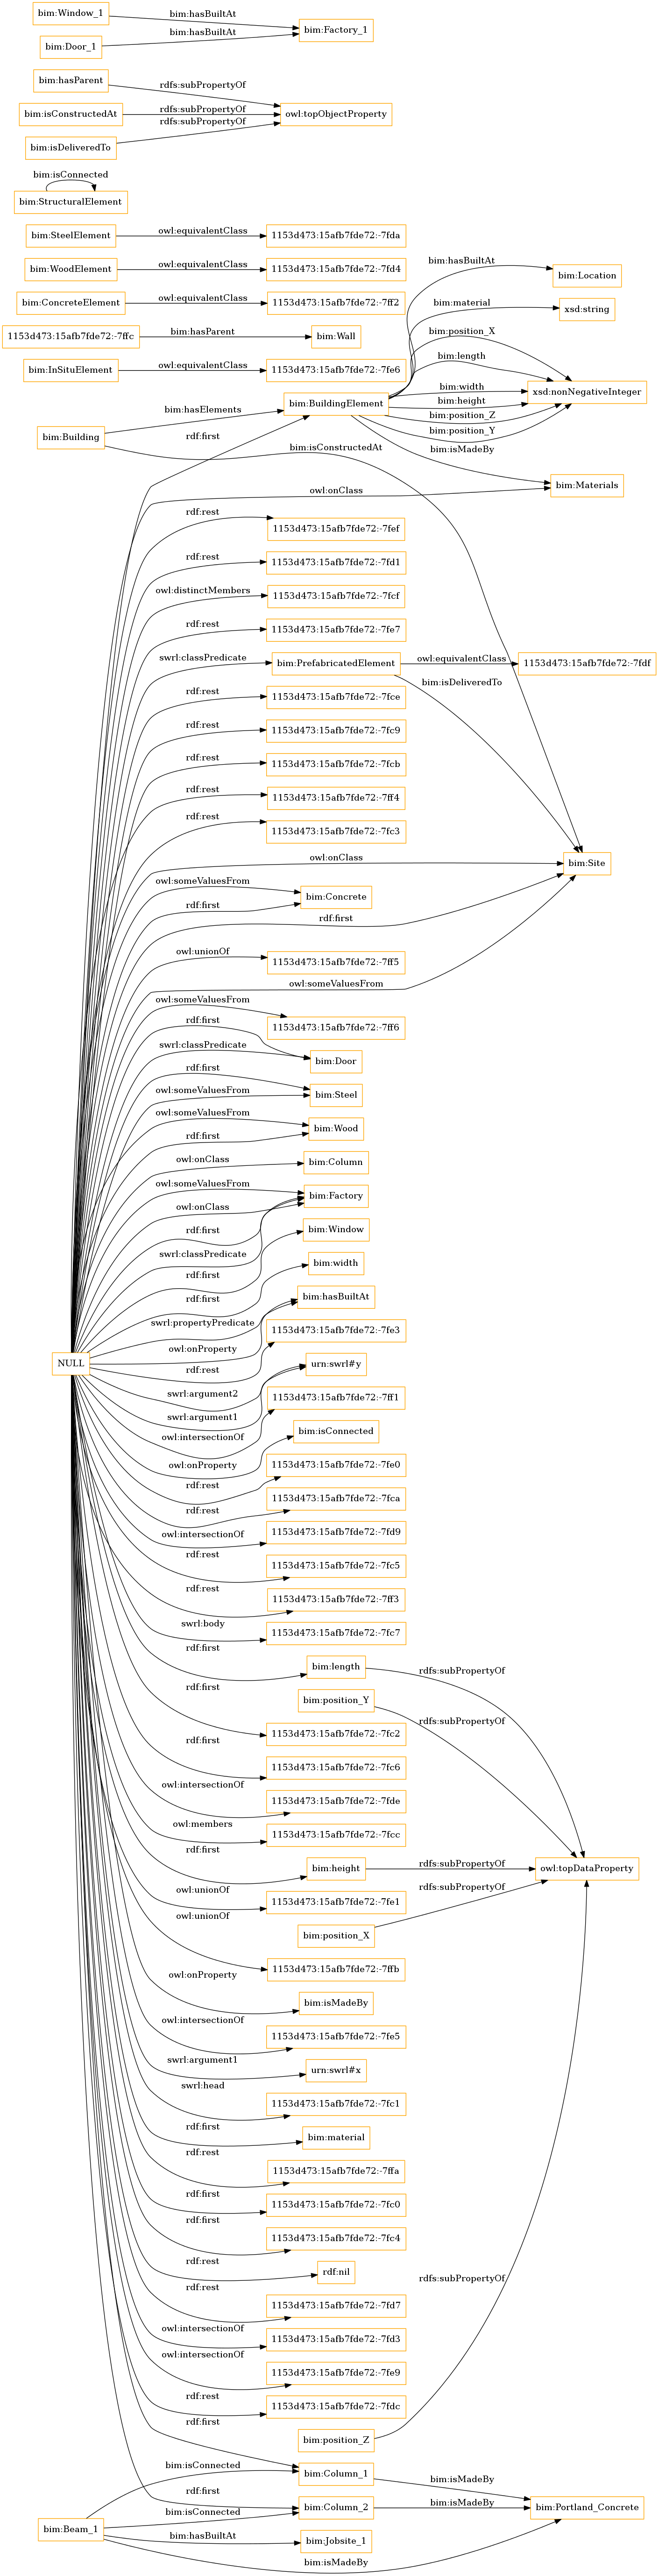 bim:Window_1
bim:hasBuiltAt
bim:Factory_1
bim:hasBuiltAt
bim:Door_1
bim:hasParent
rdfs:subPropertyOf
bim:isConstructedAt
rdfs:subPropertyOf
owl:topObjectProperty
rdfs:subPropertyOf
bim:isDeliveredTo
bim:isConnected
bim:StructuralElement
bim:SteelElement
owl:equivalentClass
1153d473:15afb7fde72:-7fda
bim:WoodElement
owl:equivalentClass
1153d473:15afb7fde72:-7fd4
bim:ConcreteElement
owl:equivalentClass
1153d473:15afb7fde72:-7ff2
1153d473:15afb7fde72:-7ffc
bim:hasParent
bim:Wall
bim:InSituElement
owl:equivalentClass
1153d473:15afb7fde72:-7fe6
bim:hasBuiltAt
bim:Location
bim:material
xsd:string
bim:position_X
bim:length
bim:width
xsd:nonNegativeInteger
bim:height
bim:position_Z
bim:position_Y
bim:isMadeBy
bim:BuildingElement
bim:hasElements
bim:Building
rdf:first
bim:isConstructedAt
owl:onClass
bim:Materials
rdf:rest
1153d473:15afb7fde72:-7fef
rdf:rest
1153d473:15afb7fde72:-7fd1
owl:distinctMembers
1153d473:15afb7fde72:-7fcf
rdf:rest
1153d473:15afb7fde72:-7fe7
swrl:classPredicate
bim:PrefabricatedElement
owl:equivalentClass
1153d473:15afb7fde72:-7fdf
bim:isDeliveredTo
rdf:rest
1153d473:15afb7fde72:-7fce
rdf:rest
1153d473:15afb7fde72:-7fc9
rdf:rest
1153d473:15afb7fde72:-7fcb
rdf:rest
1153d473:15afb7fde72:-7ff4
rdf:rest
1153d473:15afb7fde72:-7fc3
owl:onClass
bim:Site
owl:someValuesFrom
bim:Concrete
rdf:first
rdf:first
owl:unionOf
1153d473:15afb7fde72:-7ff5
owl:someValuesFrom
owl:someValuesFrom
1153d473:15afb7fde72:-7ff6
rdf:first
swrl:classPredicate
bim:Door
rdf:first
owl:someValuesFrom
bim:Steel
owl:someValuesFrom
bim:Wood
rdf:first
owl:onClass
bim:Column
owl:someValuesFrom
bim:Factory
owl:onClass
rdf:first
bim:Window
swrl:classPredicate
rdf:first
bim:width
rdf:first
bim:hasBuiltAt
swrl:propertyPredicate
1153d473:15afb7fde72:-7fe3
owl:onProperty
NULL
rdf:rest
urn:swrl#y
swrl:argument2
1153d473:15afb7fde72:-7ff1
swrl:argument1
bim:isConnected
owl:intersectionOf
owl:onProperty
1153d473:15afb7fde72:-7fe0
rdf:rest
1153d473:15afb7fde72:-7fca
rdf:rest
owl:intersectionOf
1153d473:15afb7fde72:-7fd9
rdf:rest
1153d473:15afb7fde72:-7fc5
rdf:rest
1153d473:15afb7fde72:-7ff3
swrl:body
1153d473:15afb7fde72:-7fc7
rdf:first
bim:length
rdfs:subPropertyOf
rdf:first
bim:position_Y
rdfs:subPropertyOf
1153d473:15afb7fde72:-7fc2
rdf:first
1153d473:15afb7fde72:-7fc6
owl:intersectionOf
1153d473:15afb7fde72:-7fde
owl:members
1153d473:15afb7fde72:-7fcc
rdf:first
bim:height
rdfs:subPropertyOf
owl:topDataProperty
rdfs:subPropertyOf
owl:unionOf
1153d473:15afb7fde72:-7fe1
owl:unionOf
bim:position_X
1153d473:15afb7fde72:-7ffb
owl:onProperty
bim:isMadeBy
owl:intersectionOf
1153d473:15afb7fde72:-7fe5
swrl:argument1
urn:swrl#x
swrl:head
1153d473:15afb7fde72:-7fc1
rdf:first
bim:material
rdf:rest
1153d473:15afb7fde72:-7ffa
rdf:first
1153d473:15afb7fde72:-7fc0
rdf:first
1153d473:15afb7fde72:-7fc4
rdf:rest
rdf:nil
rdfs:subPropertyOf
rdf:rest
1153d473:15afb7fde72:-7fd7
owl:intersectionOf
1153d473:15afb7fde72:-7fd3
owl:intersectionOf
1153d473:15afb7fde72:-7fe9
rdf:rest
1153d473:15afb7fde72:-7fdc
rdf:first
bim:position_Z
bim:isConnected
bim:Column_1
bim:isMadeBy
rdf:first
bim:isConnected
bim:Column_2
bim:isMadeBy
bim:Portland_Concrete
bim:Beam_1
bim:hasBuiltAt
bim:Jobsite_1
bim:isMadeBy